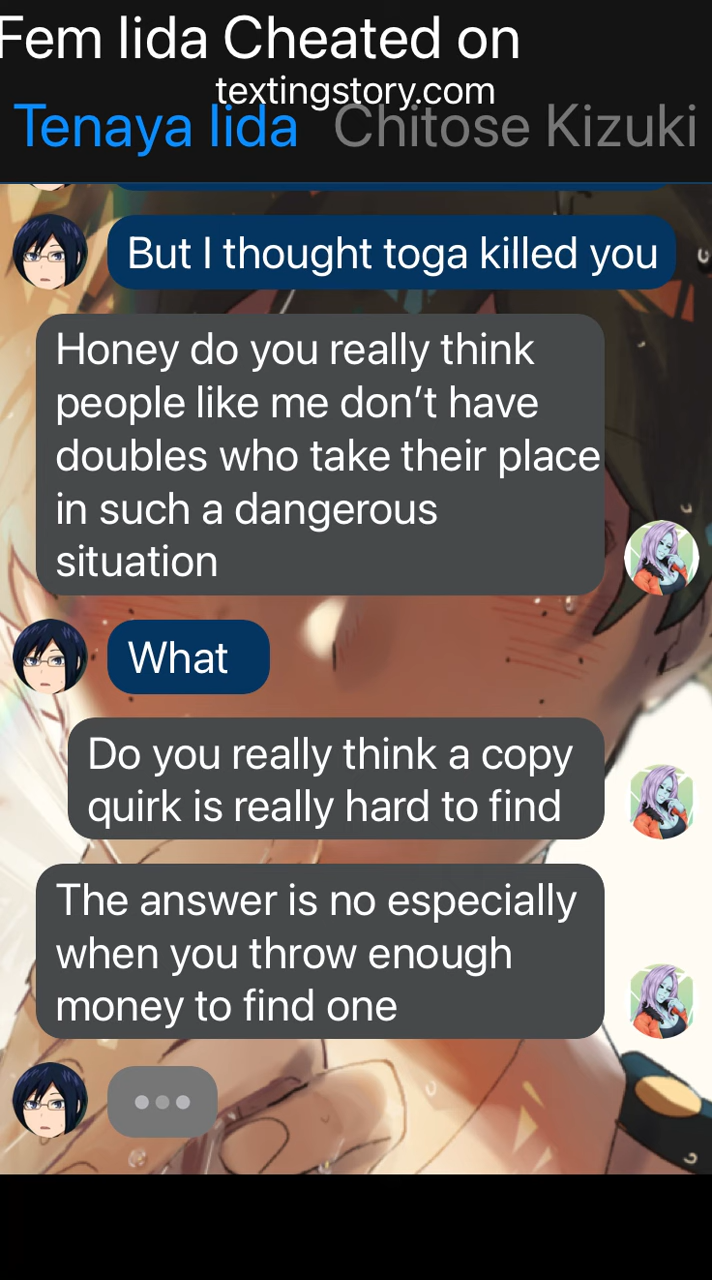 Fem Iida Cheated on
textingstory.com
Tenaya Iida Chitose Kizuki
But I thought toga killed you
Honey do you really think
people like me don’t have
doubles who take their place
in such a dangerous
situation
What
Do you really think a copy
quirk is really hard to find
The answer is no especially
when you throw enough
money to find one